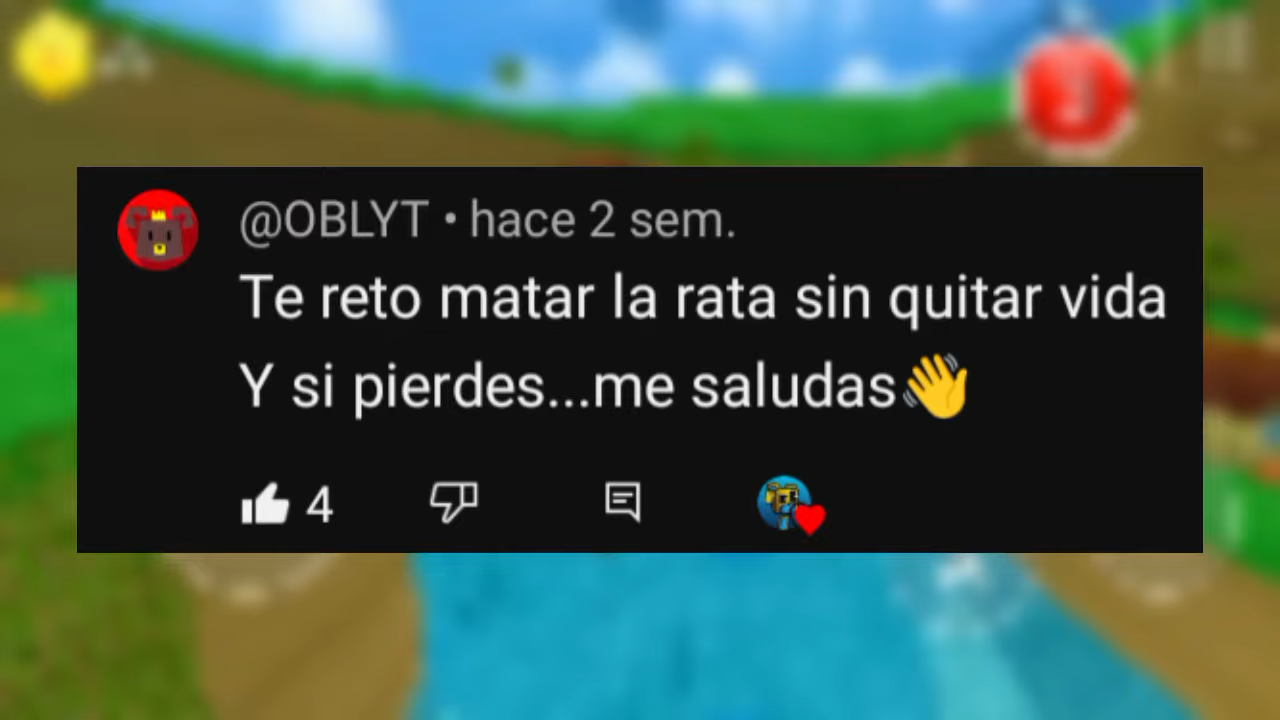 @OBLYT • hace 2 sem.
Te reto matar la rata sin quitar vida
Y si pierdes...me saludas👋
4